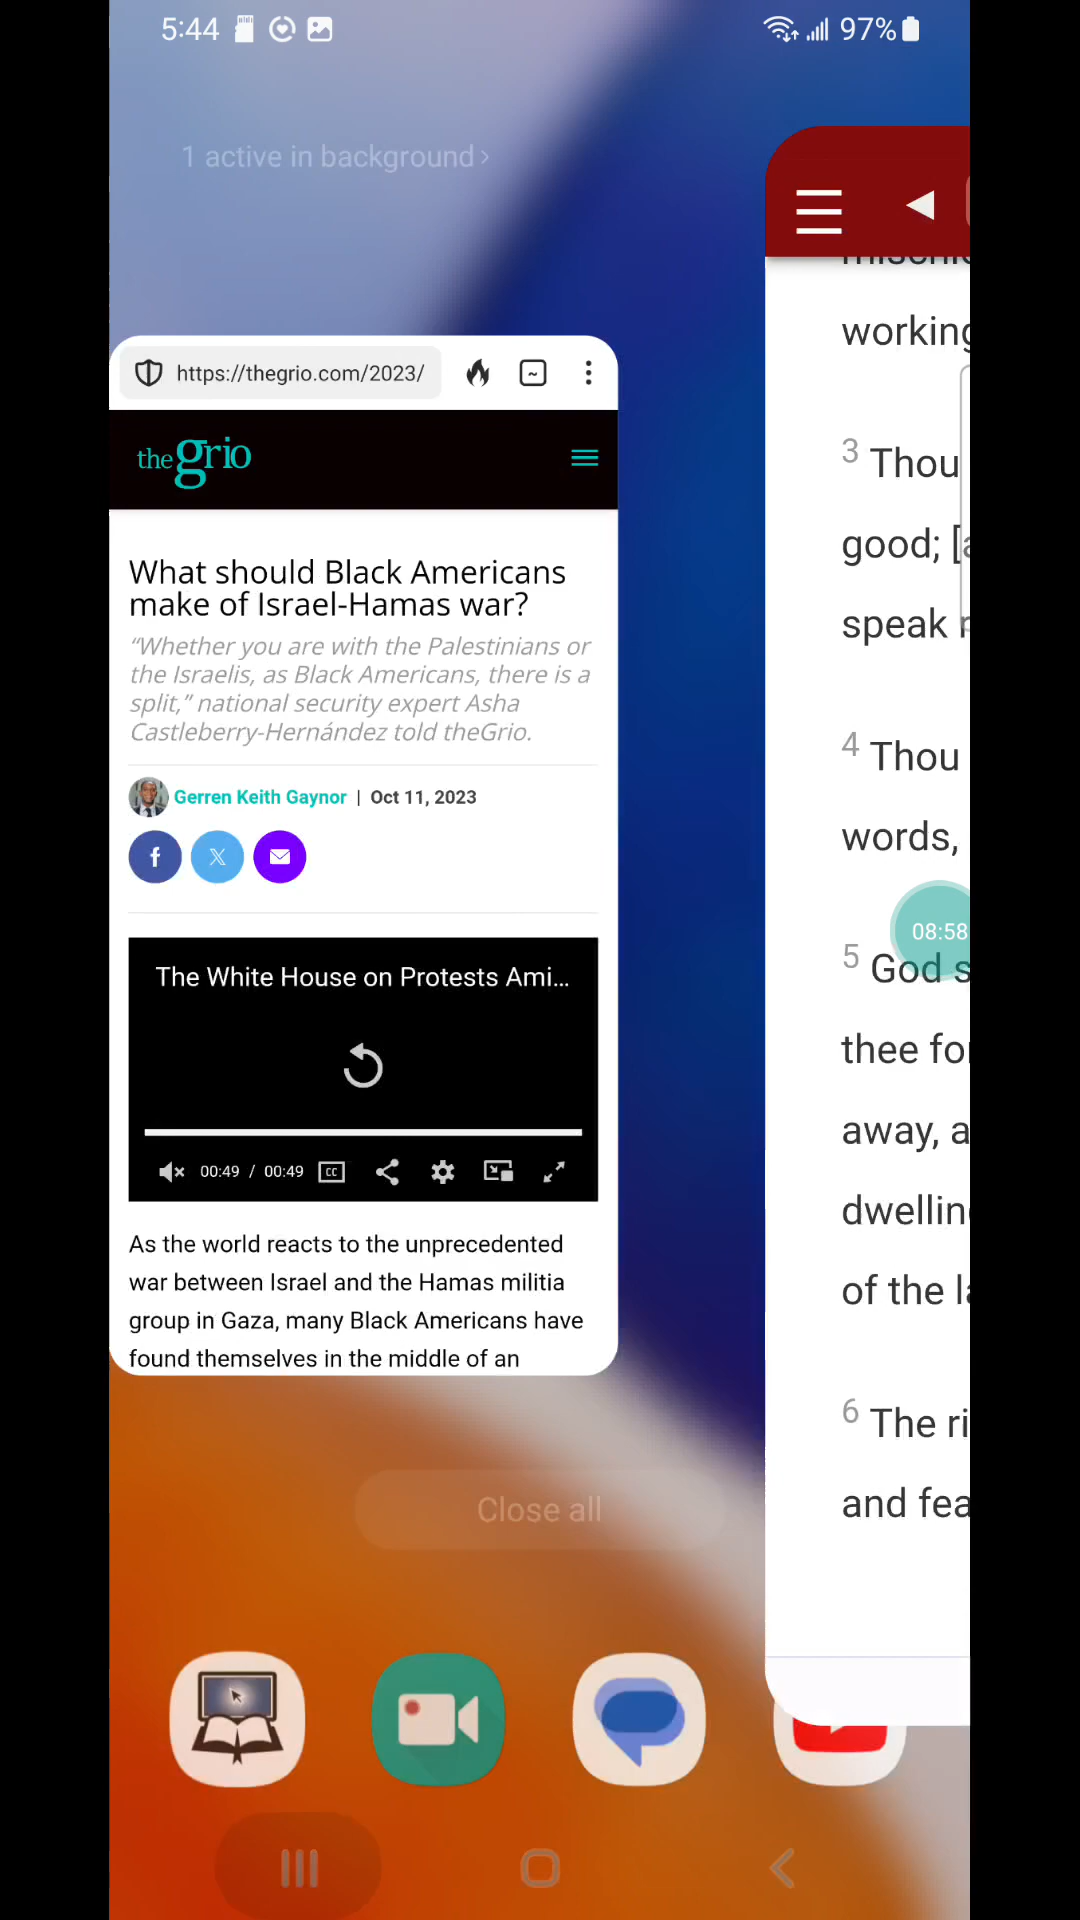 5:44
97%
1 active in background >
https://thegrio.com/2023/
thegrio
What should Black Americans
make of Israel-Hamas war?
“Whether you are with the Palestinians or
the Israelis, as Black Americans, there is a
split,” national security expert Asha
Castleberry-Hernández told theGrio.
Gerren Keith Gaynor | Oct 11, 2023
The White House on Protests Ami...
00:49 / 00:49
CC
As the world reacts to the unprecedented
war between Israel and the Hamas militia
group in Gaza, many Black Americans have
found themselves in the middle of an
working
3 Thou
good; [a
speak
4 Thou
words,
08:58
5 God s
thee for
away, a
dwelling
of the la
6 The ri
and fea
Close all